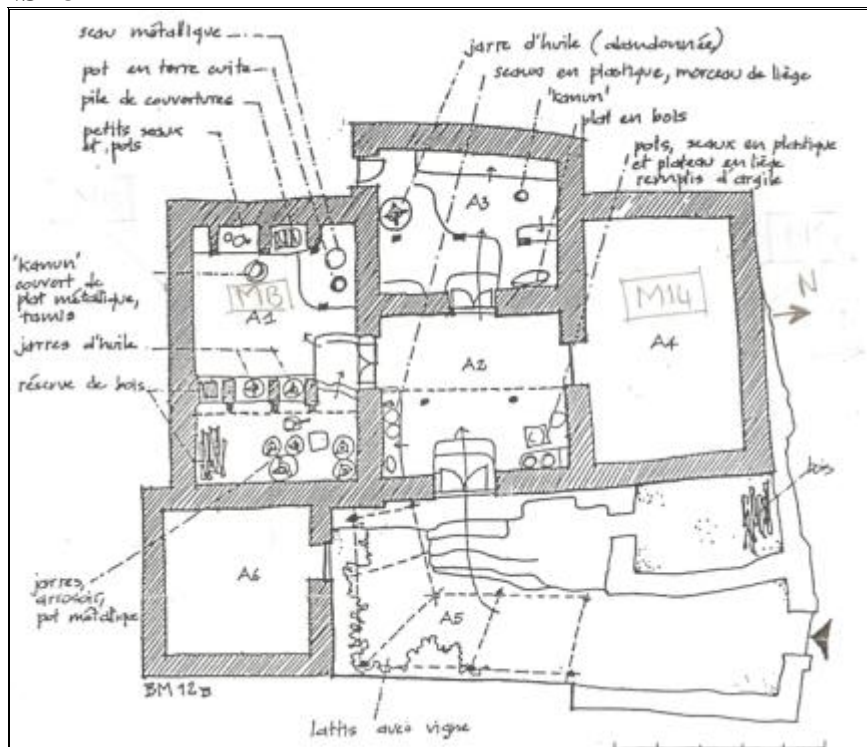 seau métallique
pot en terre cuite
pile de couvertures
petits seaux
et pots
jarre d'huile (abandonnée)
seaux en plastique, morceau de liège
'kanun'
plat en bois
pots, seaux en plastique
et plateau en liège
remplis d'argile
'kanun'
couvert de
plat métallique,
tamis
jarres d'huile
réserve de bois
A3
A1
A2
M14
A4
N
bois
A6
A5
jarres,
arrosoir,
pot métallique
BM 12B
lattis avec vigne